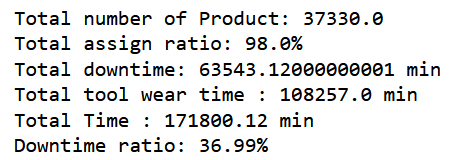 Total number of Product: 37330.0
Total assign ratio: 98.0%
Total downtime: 63543.12000000001 min
Total tool wear time : 108257.0 min
Total Time : 171800.12 min
Downtime ratio: 36.99%